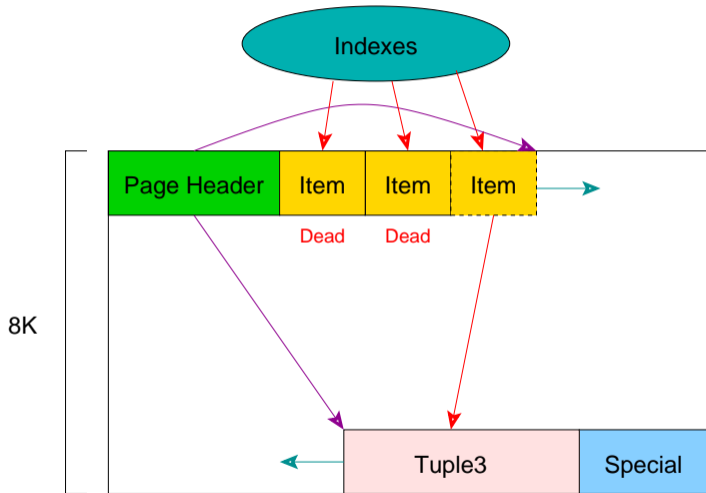 Indexes
Page Header
Item
Item
Item
Dead
Dead
8K
Tuple3
Special